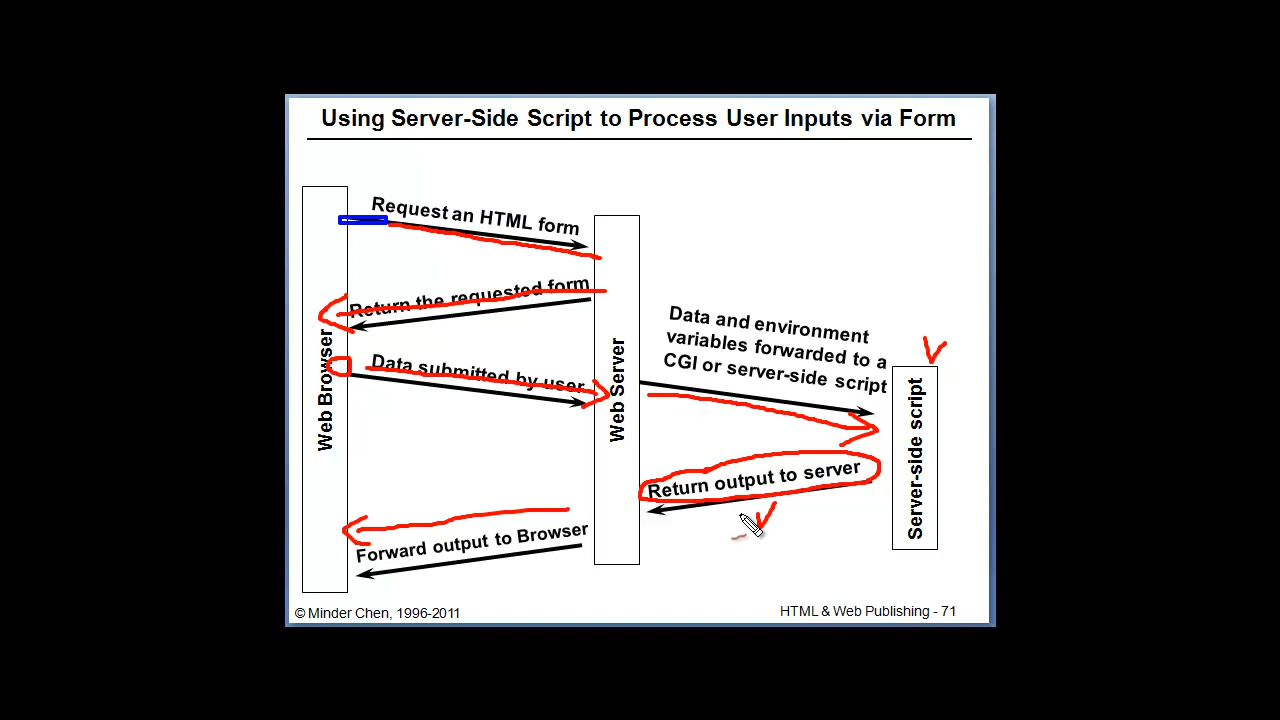 Using Server-Side Script to Process User Inputs via Form
Request an HTML form
Return the requested form
Data submitted by user
Data and environment
variables forwarded to a
CGI or server-side script
Return output to server
Forward output to Browser
Web Browser
Web Server
Server-side script
© Minder Chen, 1996-2011
HTML & Web Publishing - 71